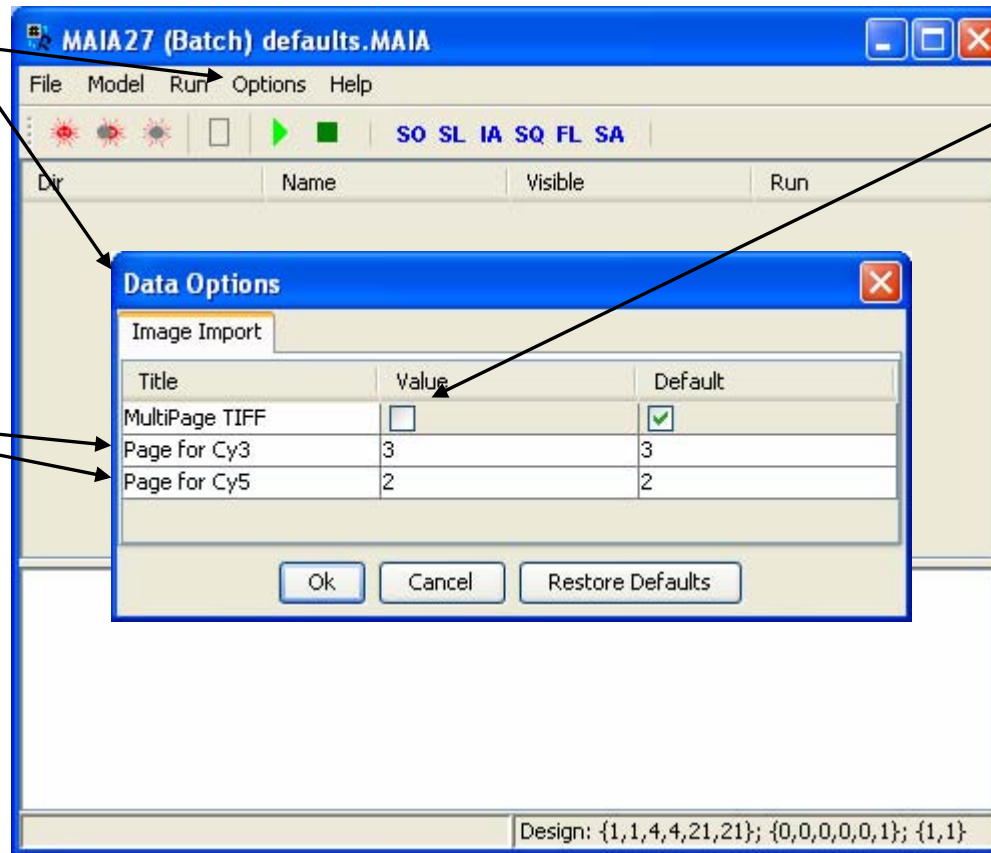 MAIA27 (Batch) defaults.MAIA
File Model Run Options Help
SO SL IA SQ FL SA
Dir Name Visible Run
Data Options
Image Import
Title Value Default
MultiPage TIFF
Page for Cy3 3 3
Page for Cy5 2 2
Ok Cancel Restore Defaults
Design: {1,1,4,4,21,21}; {0,0,0,0,0,1}; {1,1}